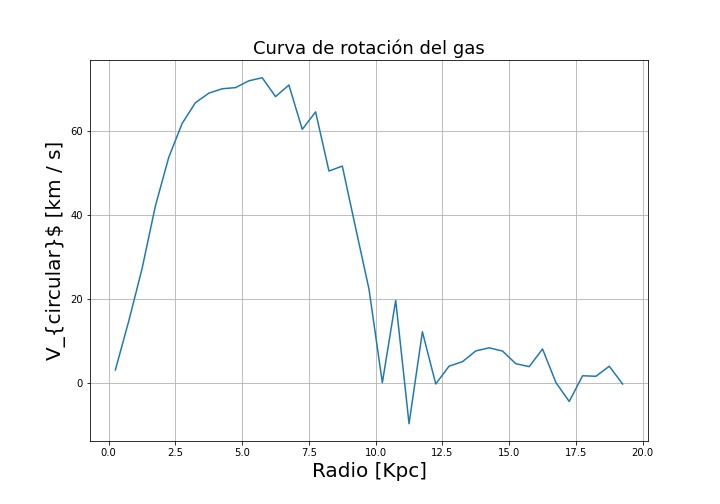 Curva de rotación del gas
V_{circular}$ [km / s]
60
40
20
0
0.0 2.5 5.0 7.5 10.0 12.5 15.0 17.5 20.0
Radio [Kpc]